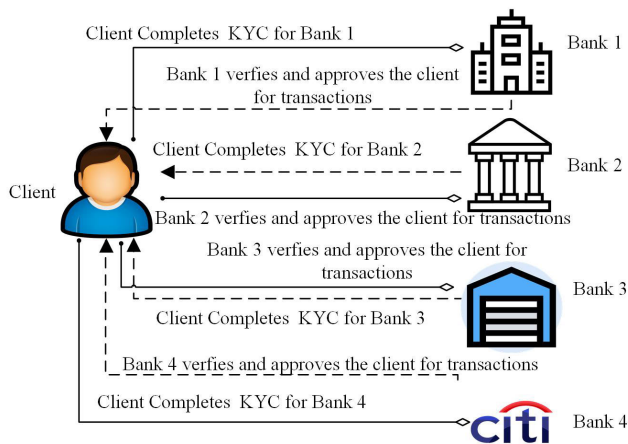 Client Completes KYC for Bank 1
Bank 1
Bank 1 verfies and approves the client
for transactions
Client Completes KYC for Bank 2
Bank 2
Client
Bank 2 verfies and approves the client for transactions
Bank 3 verfies and approves the client for
transactions
Bank 3
Client Completes KYC for Bank 3
Bank 4 verfies and approves the client for transactions
Client Completes KYC for Bank 4
citi
Bank 4